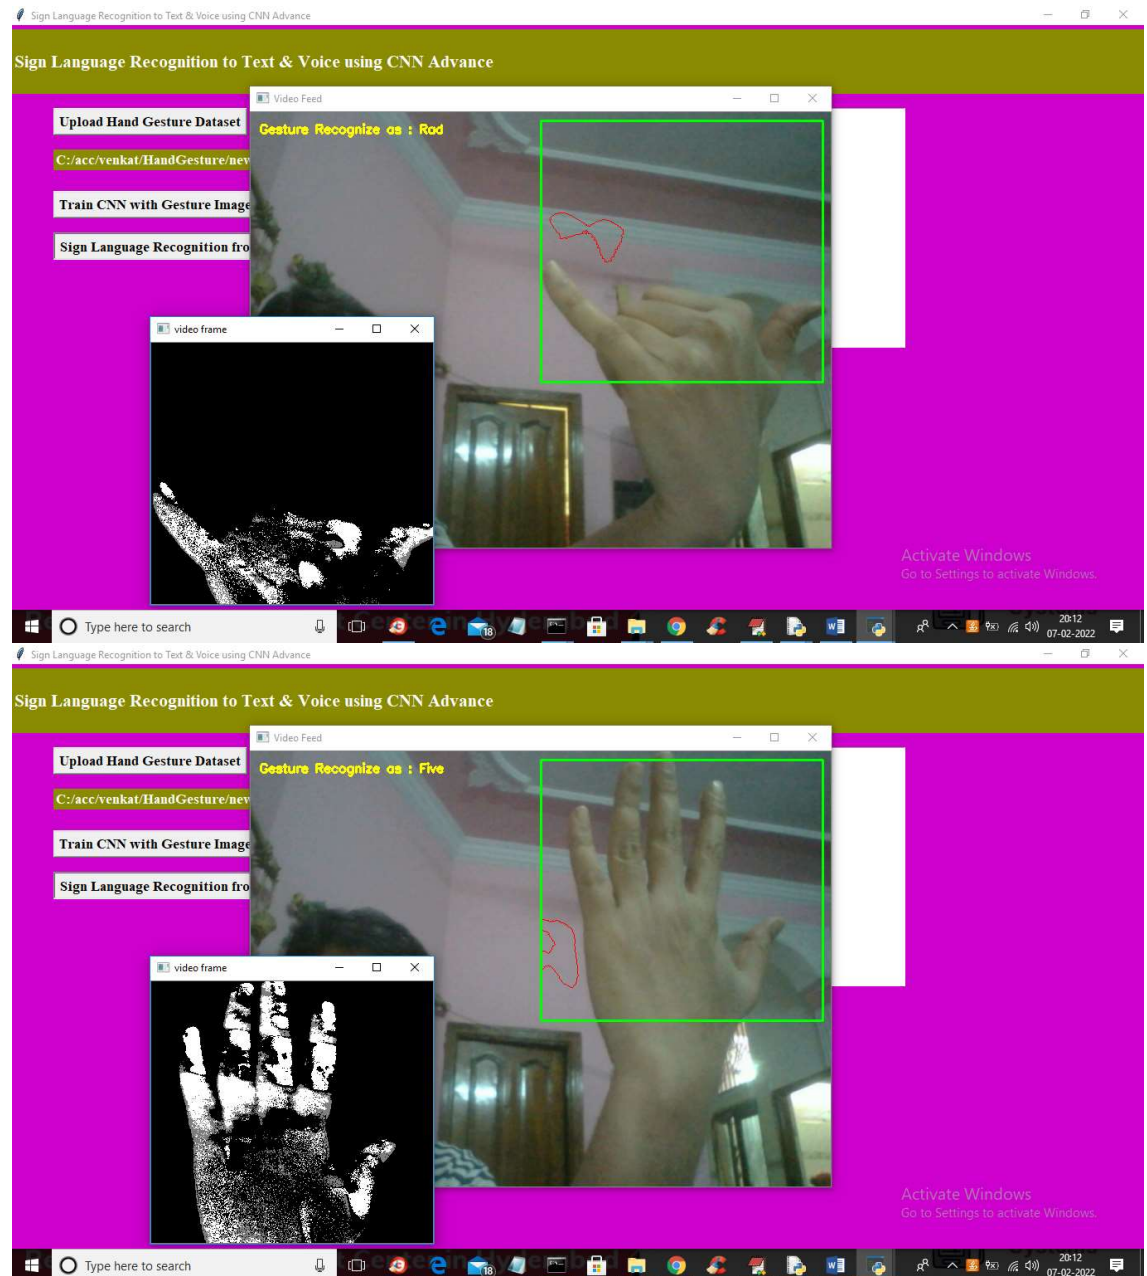 Sign Language Recognition to Text & Voice using CNN Advance
Sign Language Recognition to Text & Voice using CNN Advance
Video Feed
Upload Hand Gesture Dataset
Gesture Recognize as : Rad
C:/acc/venkat/HandGesture/new
Train CNN with Gesture Image
Sign Language Recognition fro
video frame
Activate Windows
Go to Settings to activate Windows.
Type here to search
18
20:12
07-02-2022
Sign Language Recognition to Text & Voice using CNN Advance
Sign Language Recognition to Text & Voice using CNN Advance
Video Feed
Upload Hand Gesture Dataset
Gesture Recognize as : Five
C:/acc/venkat/HandGesture/new
Train CNN with Gesture Image
Sign Language Recognition fro
video frame
Activate Windows
Go to Settings to activate Windows.
Type here to search
18
20:12
07-02-2022